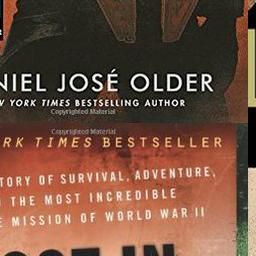 NIEL JOSÉ OLDER
YORK TIMES BESTSELLING AUTHOR
Copyrighted Material
Copyrighted Material
RK TIMES BESTSELLER
TORY OF SURVIVAL, ADVENTURE,
THE MOST INCREDIBLE
MISSION OF WORLD WAR II